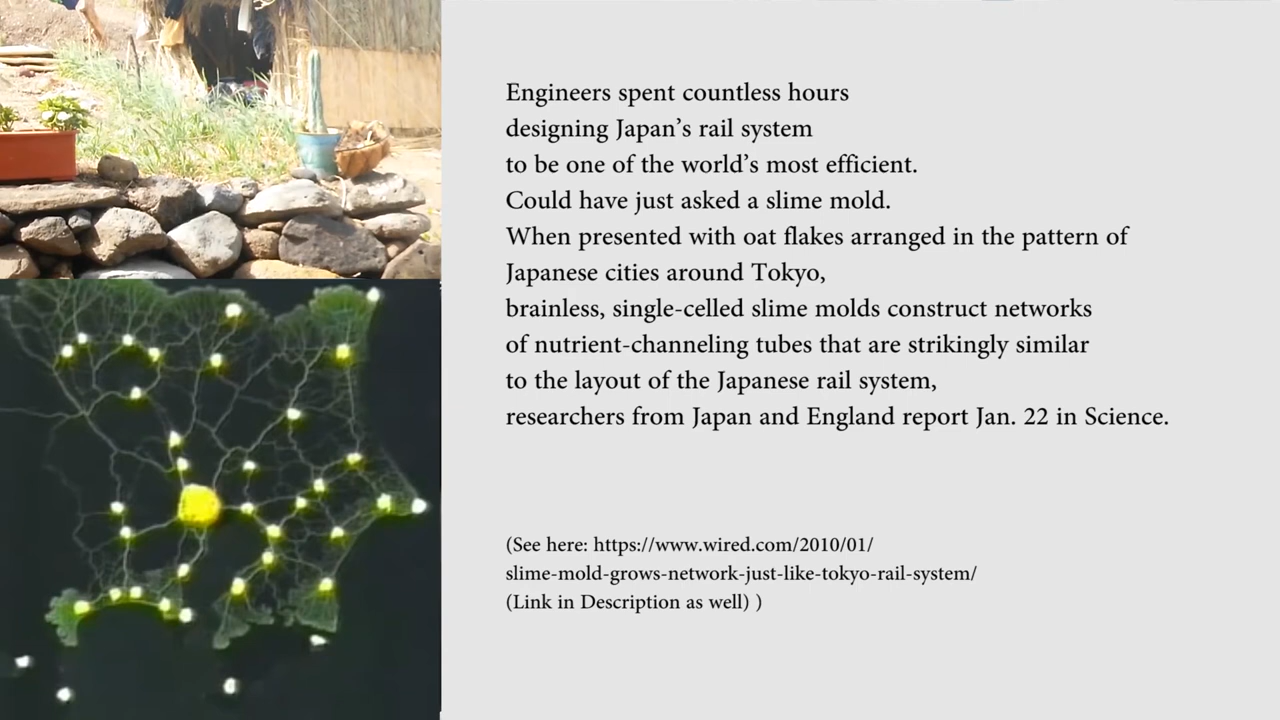 Engineers spent countless hours
designing Japan’s rail system
to be one of the world’s most efficient.
Could have just asked a slime mold.
When presented with oat flakes arranged in the pattern of
Japanese cities around Tokyo,
brainless, single-celled slime molds construct networks
of nutrient-channeling tubes that are strikingly similar
to the layout of the Japanese rail system,
researchers from Japan and England report Jan. 22 in Science.
(See here: https://www.wired.com/2010/01/
slime-mold-grows-network-just-like-tokyo-rail-system/
(Link in Description as well) )